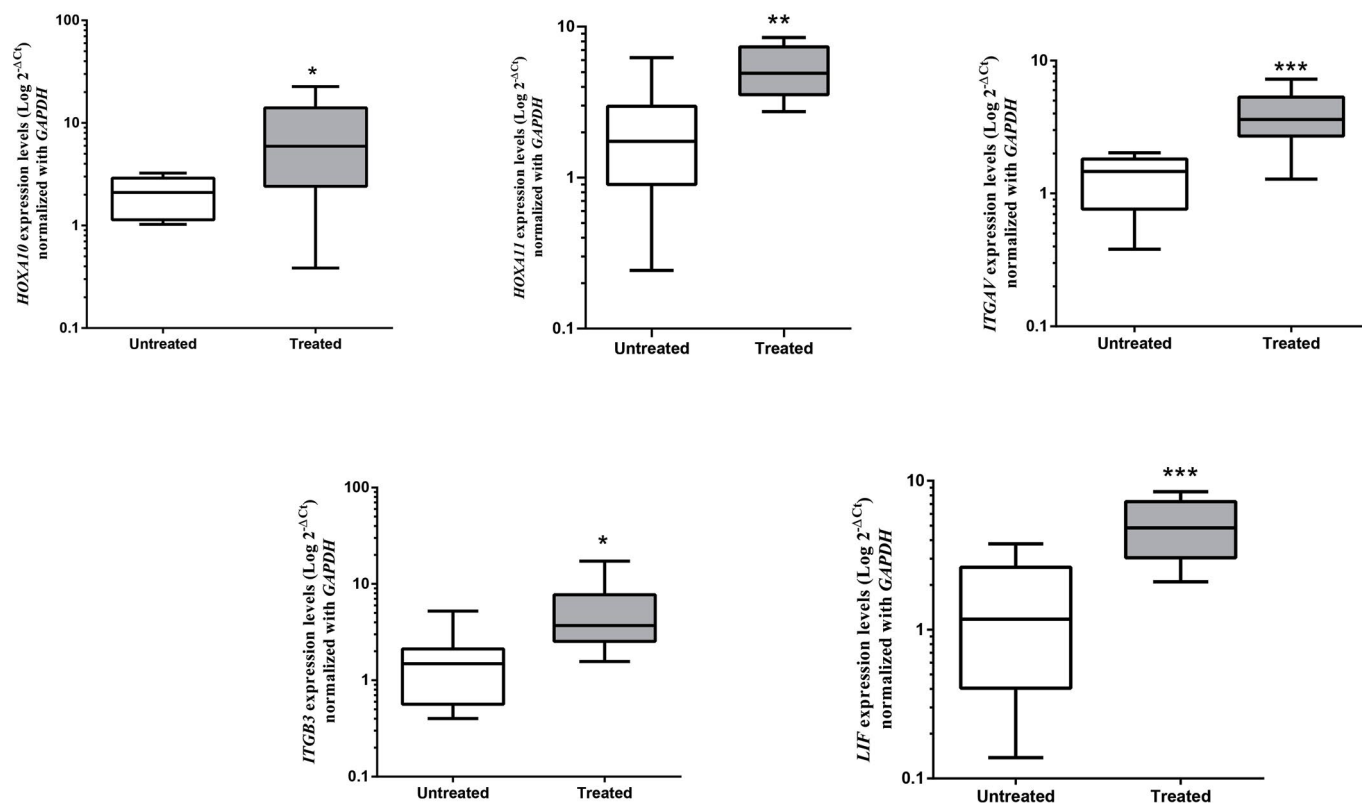 HOXA10 expression levels (Log 2-ΔCt)
normalized with GAPDH
100
10
1
0.1
*
Untreated Treated
HOXA11 expression levels (Log 2-ΔCt)
normalized with GAPDH
10
1
0.1
**
Untreated Treated
ITGAV expression levels (Log 2-ΔCt)
normalized with GAPDH
10
1
0.1
***
Untreated Treated
ITGB3 expression levels (Log 2-ΔCt)
normalized with GAPDH
100
10
1
0.1
*
Untreated Treated
LIF expression levels (Log 2-ΔCt)
normalized with GAPDH
10
1
0.1
***
Untreated Treated